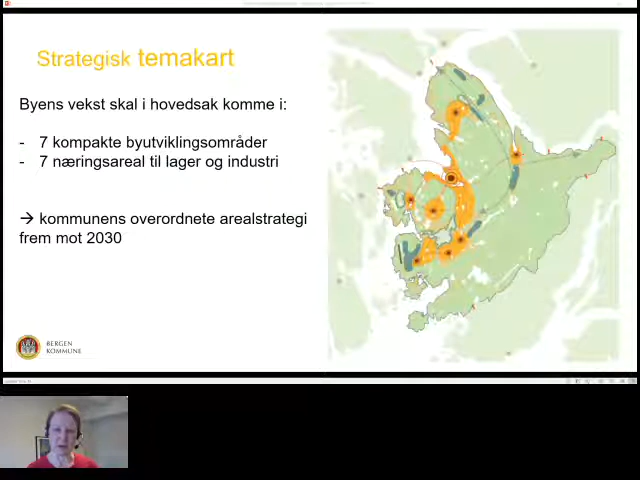 Strategisk temakart
Byens vekst skal i hovedsak komme i:
- 7 kompakte byutviklingsområder
- 7 næringsareal til lager og industri
→ kommunens overordnete arealstrategi
frem mot 2030
BERGEN
KOMMUNE